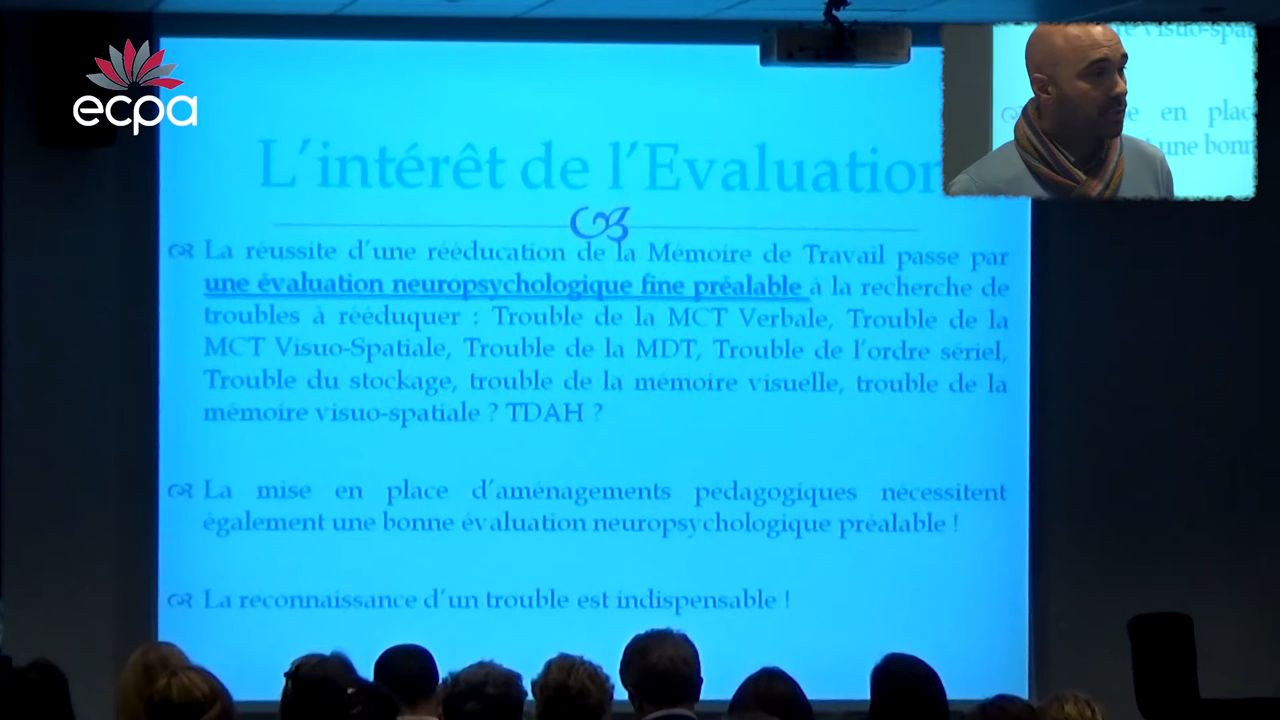 ecpa
L'intérêt de l'Evaluation
La réussite d'une rééducation de la Mémoire de Travail passe par
une évaluation neuropsychologique fine préalable à la recherche de
troubles à rééduquer : Trouble de la MCT Verbale, Trouble de la
MCT Visuo-Spatiale, Trouble de la MDT, Trouble de l'ordre sériel,
Trouble du stockage, trouble de la mémoire visuelle, trouble de la
mémoire visuo-spatiale ? TDAH ?
La mise en place d'aménagements pédagogiques nécessitent
également une bonne évaluation neuropsychologique préalable !
La reconnaissance d'un trouble est indispensable !
en
une